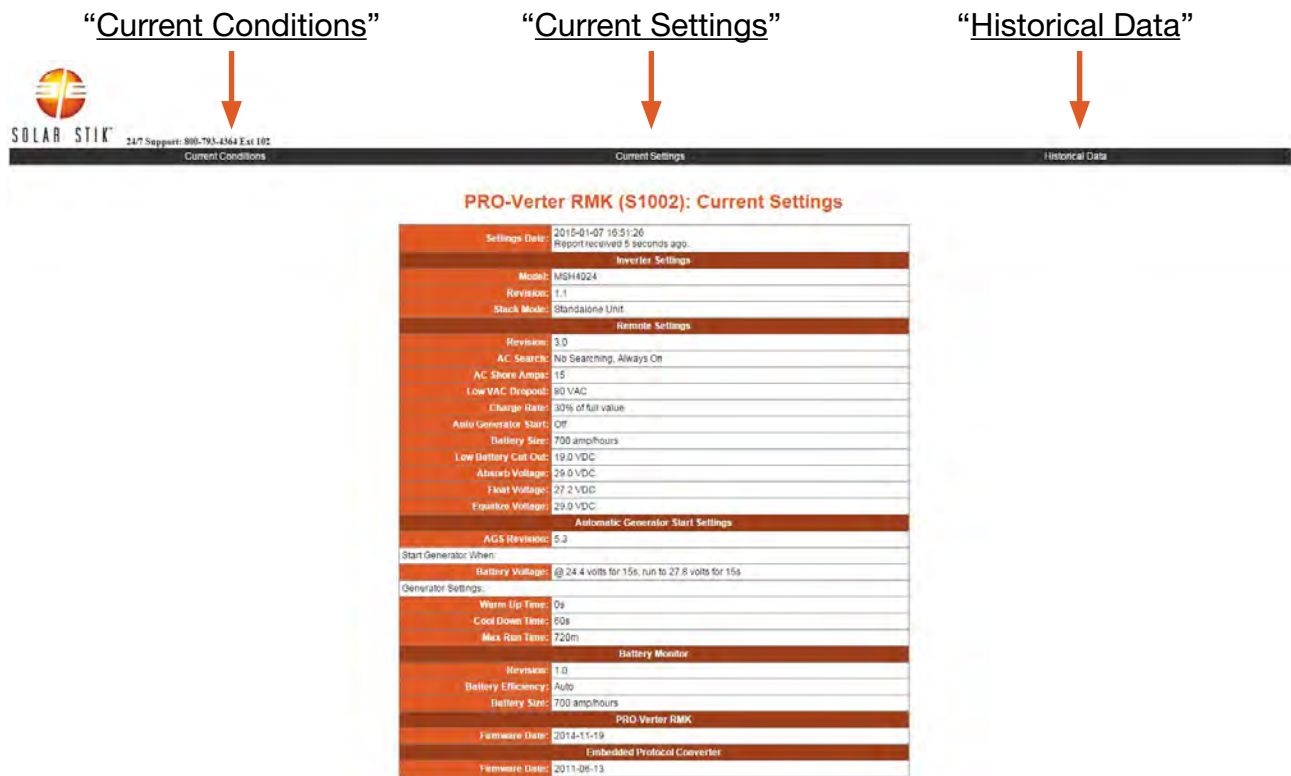 “Current Conditions” “Current Settings” “Historical Data”
SOLAR STIK™ 24/7 Support: 800-793-4364 Ext 102
Current Conditions Current Settings Historical Data
PRO-Verter RMK (S1002): Current Settings
Settings Date: 2015-01-07 16:51:26
Report received 5 seconds ago.
Inverter Settings
Model: MSH4024
Revision: 1.1
Stack Mode: Standalone Unit
Remote Settings
Revision: 3.0
AC Search: No Searching, Always On
AC Shore Amps: 15
Low VAC Dropout: 80 VAC
Charge Rate: 30% of full value
Auto Generator Start: Off
Battery Size: 700 amp/hours
Low Battery Cut Out: 19.0 VDC
Absorb Voltage: 29.0 VDC
Float Voltage: 27.2 VDC
Equalize Voltage: 29.0 VDC
Automatic Generator Start Settings
AGS Revision: 5.3
Start Generator When:
Battery Voltage: @ 24.4 volts for 15s, run to 27.8 volts for 15s
Generator Settings:
Warm Up Time: 0s
Cool Down Time: 60s
Max Run Time: 720m
Battery Monitor
Revision: 1.0
Battery Efficiency: Auto
Battery Size: 700 amp/hours
PRO-Verter RMK
Firmware Date: 2014-11-19
Embedded Protocol Converter
Firmware Date: 2011-06-13